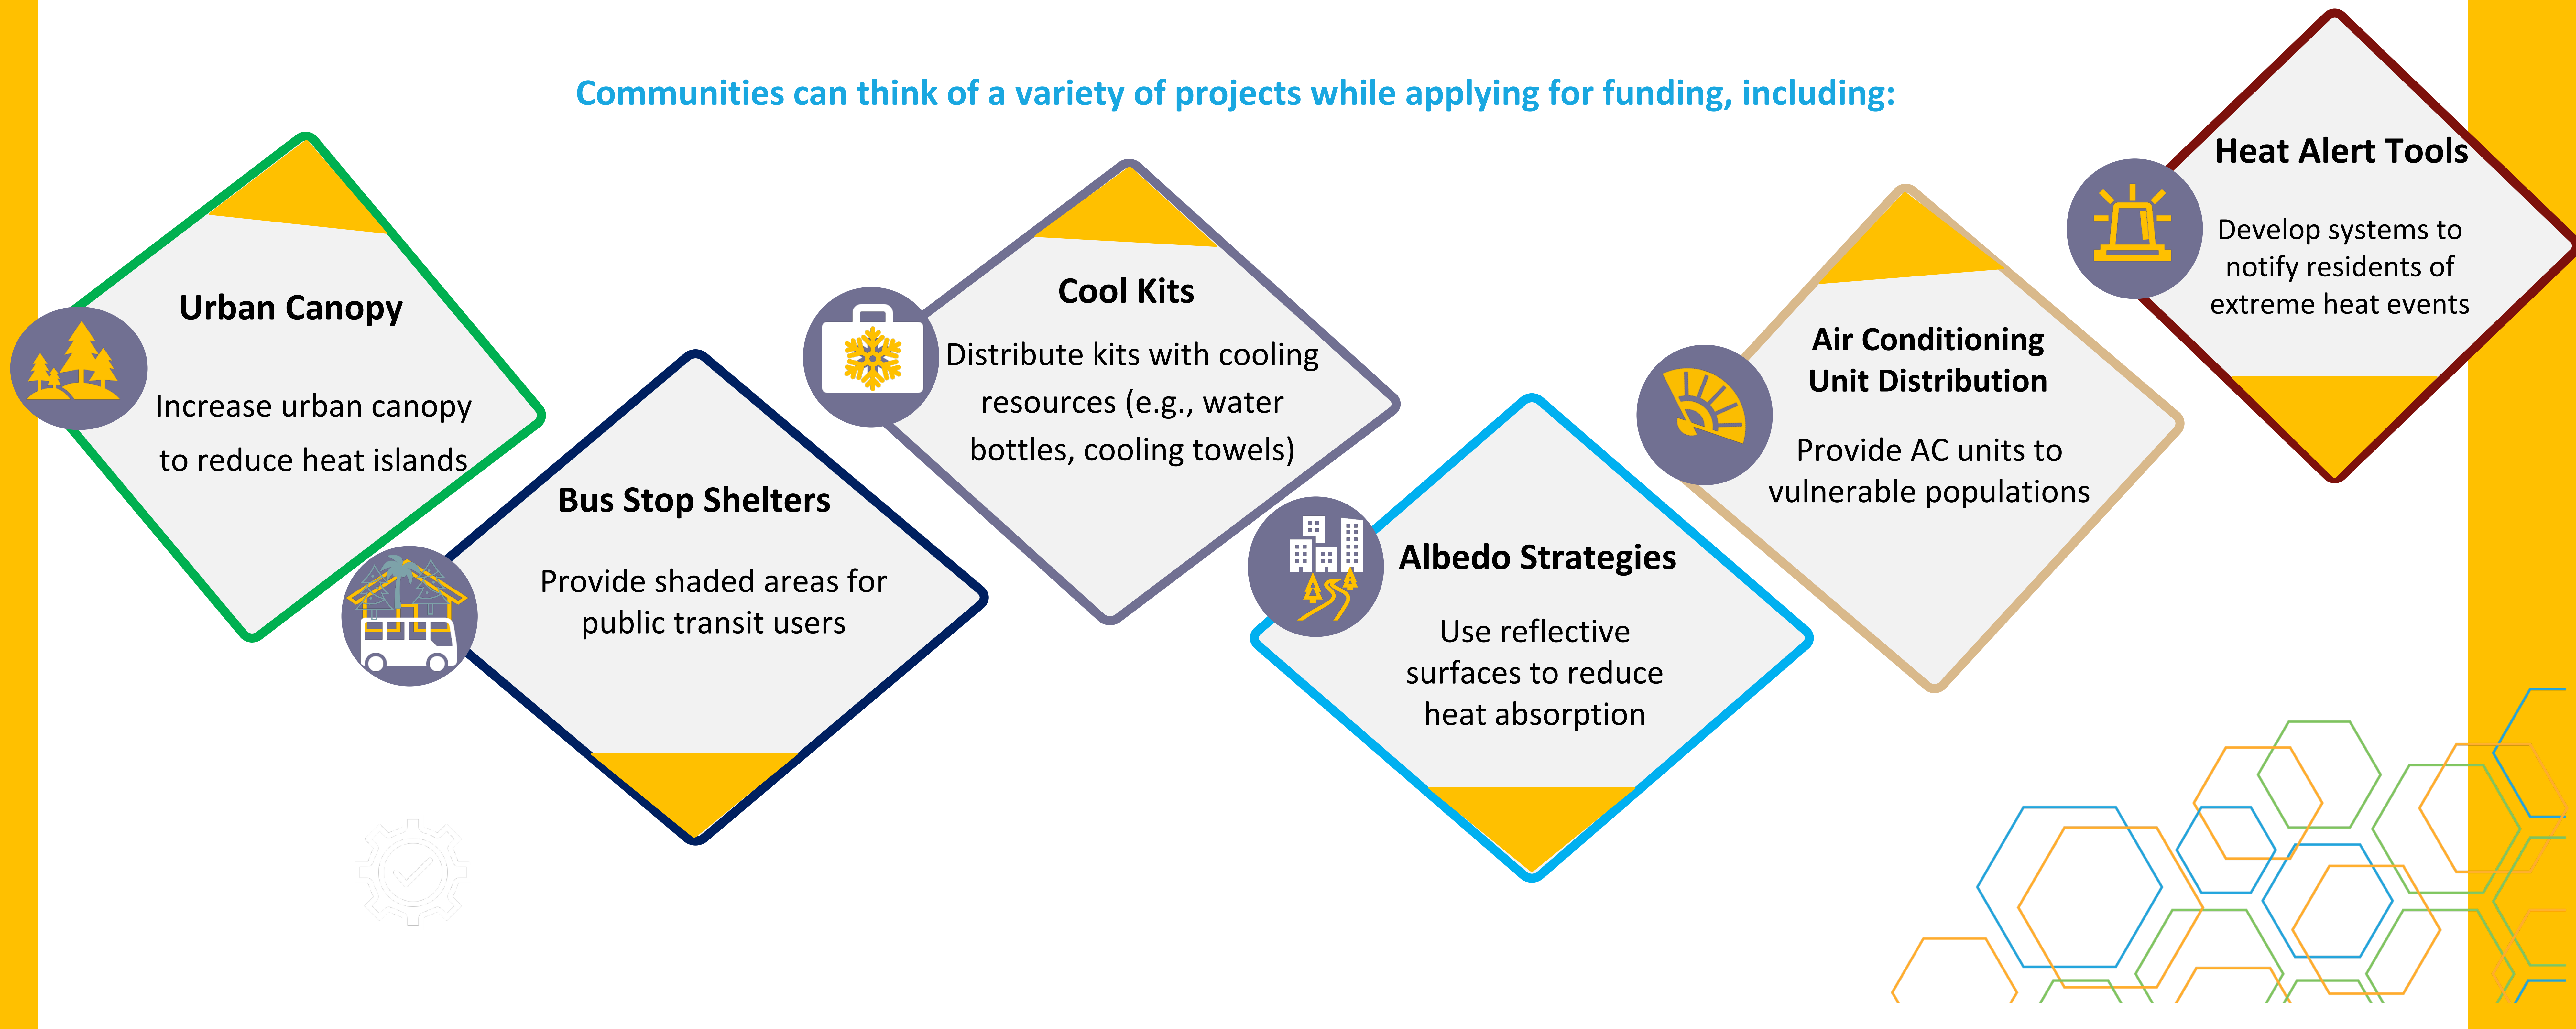 Communities can think of a variety of projects while applying for funding, including:
Urban Canopy
Increase urban canopy
to reduce heat islands
Bus Stop Shelters
Provide shaded areas for
public transit users
Cool Kits
Distribute kits with cooling
resources (e.g., water
bottles, cooling towels)
Albedo Strategies
Use reflective
surfaces to reduce
heat absorption
Air Conditioning
Unit Distribution
Provide AC units to
vulnerable populations
Heat Alert Tools
Develop systems to
notify residents of
extreme heat events